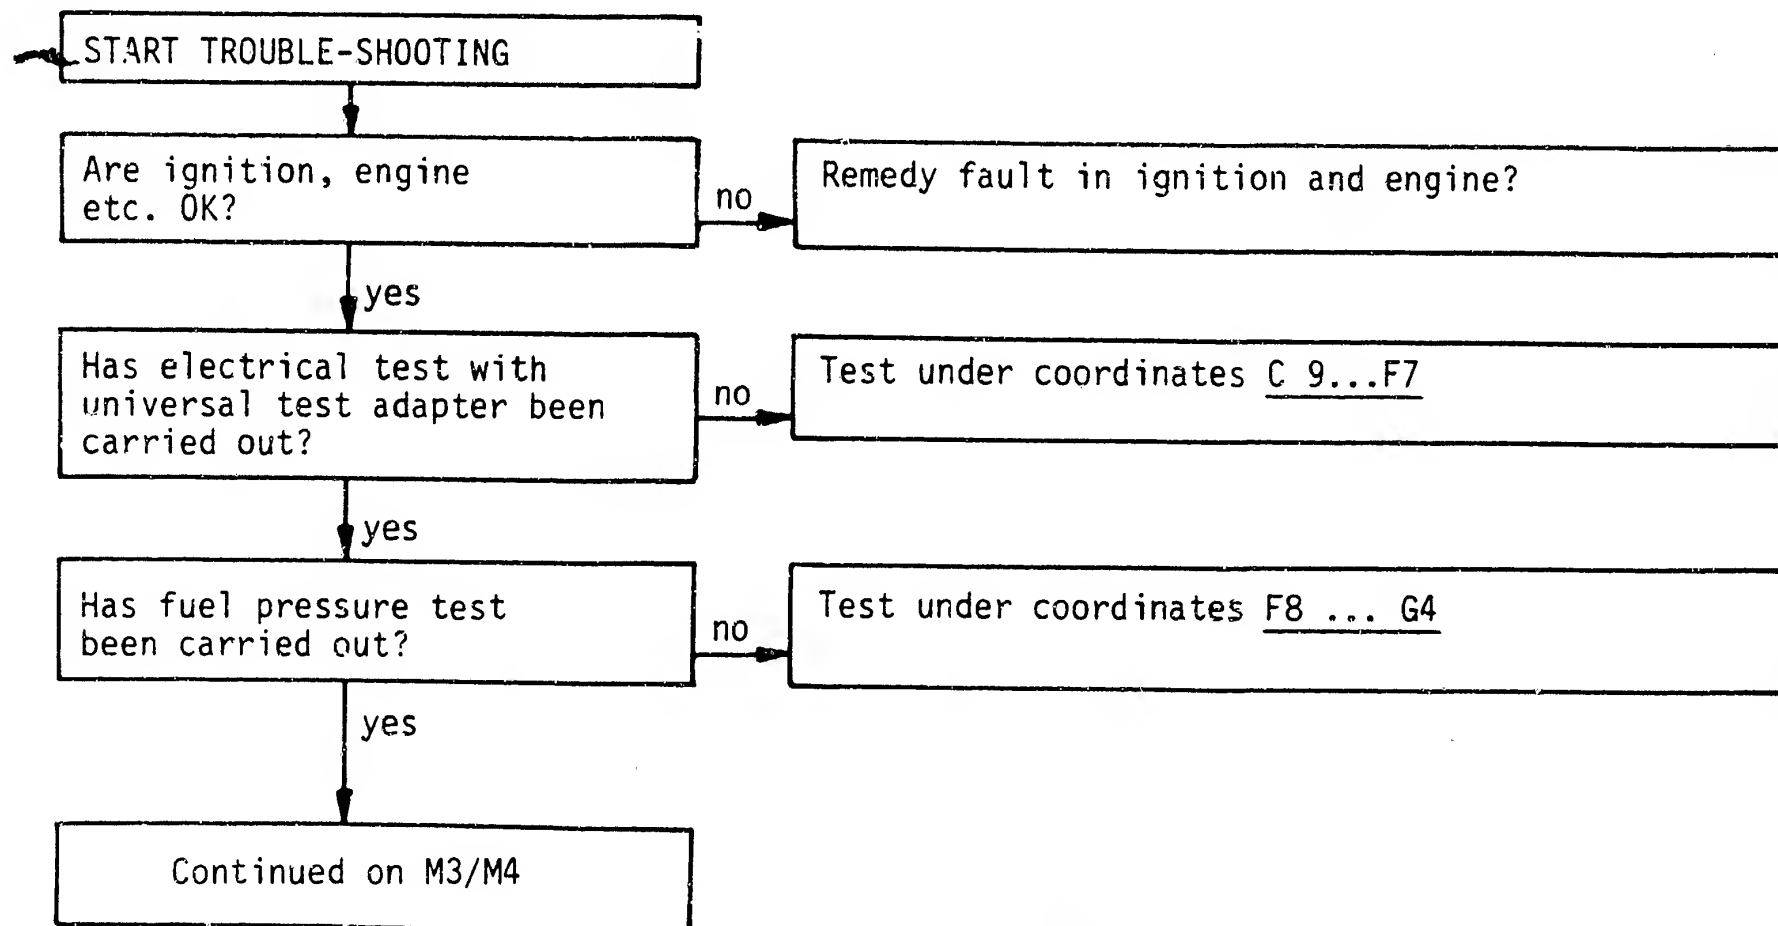 START TROUBLE-SHOOTING
Are ignition, engine
etc. OK?
no
Remedy fault in ignition and engine?
yes
Has electrical test with
universal test adapter been
carried out?
no
Test under coordinates C 9...F7
yes
Has fuel pressure test
been carried out?
no
Test under coordinates F8 ... G4
yes
Continued on M3/M4